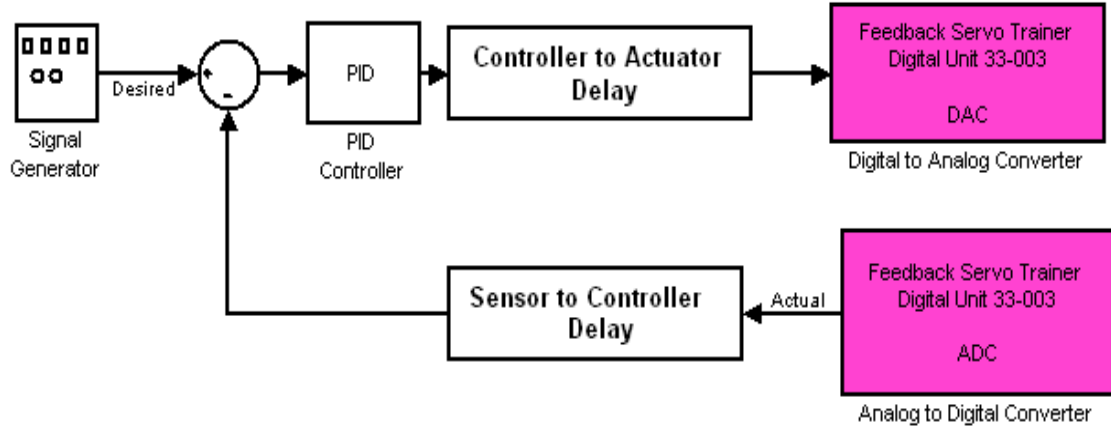 Desired
Signal
Generator
PID
PID
Controller
Controller to Actuator
Delay
Feedback Servo Trainer
Digital Unit 33-003
DAC
Digital to Analog Converter
Sensor to Controller
Delay
Actual
Feedback Servo Trainer
Digital Unit 33-003
ADC
Analog to Digital Converter